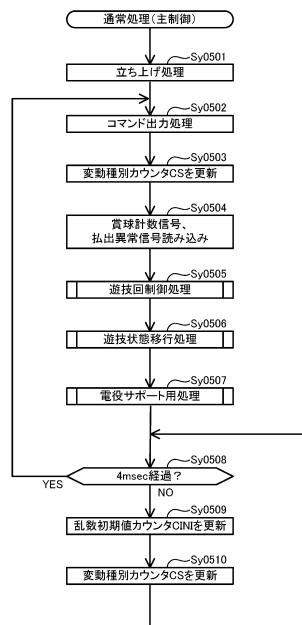 通常処理(主制御)
Sy0501
立ち上げ処理
Sy0502
コマンド出力処理
Sy0503
変動種別カウンタCSを更新
Sy0504
賞球計数信号、
払出異常信号読み込み
Sy0505
遊技回制御処理
Sy0506
遊技状態移行処理
Sy0507
電役サポート用処理
Sy0508
4msec経過?
YES
NO
Sy0509
乱数初期値カウンタCINIを更新
Sy0510
変動種別カウンタCSを更新